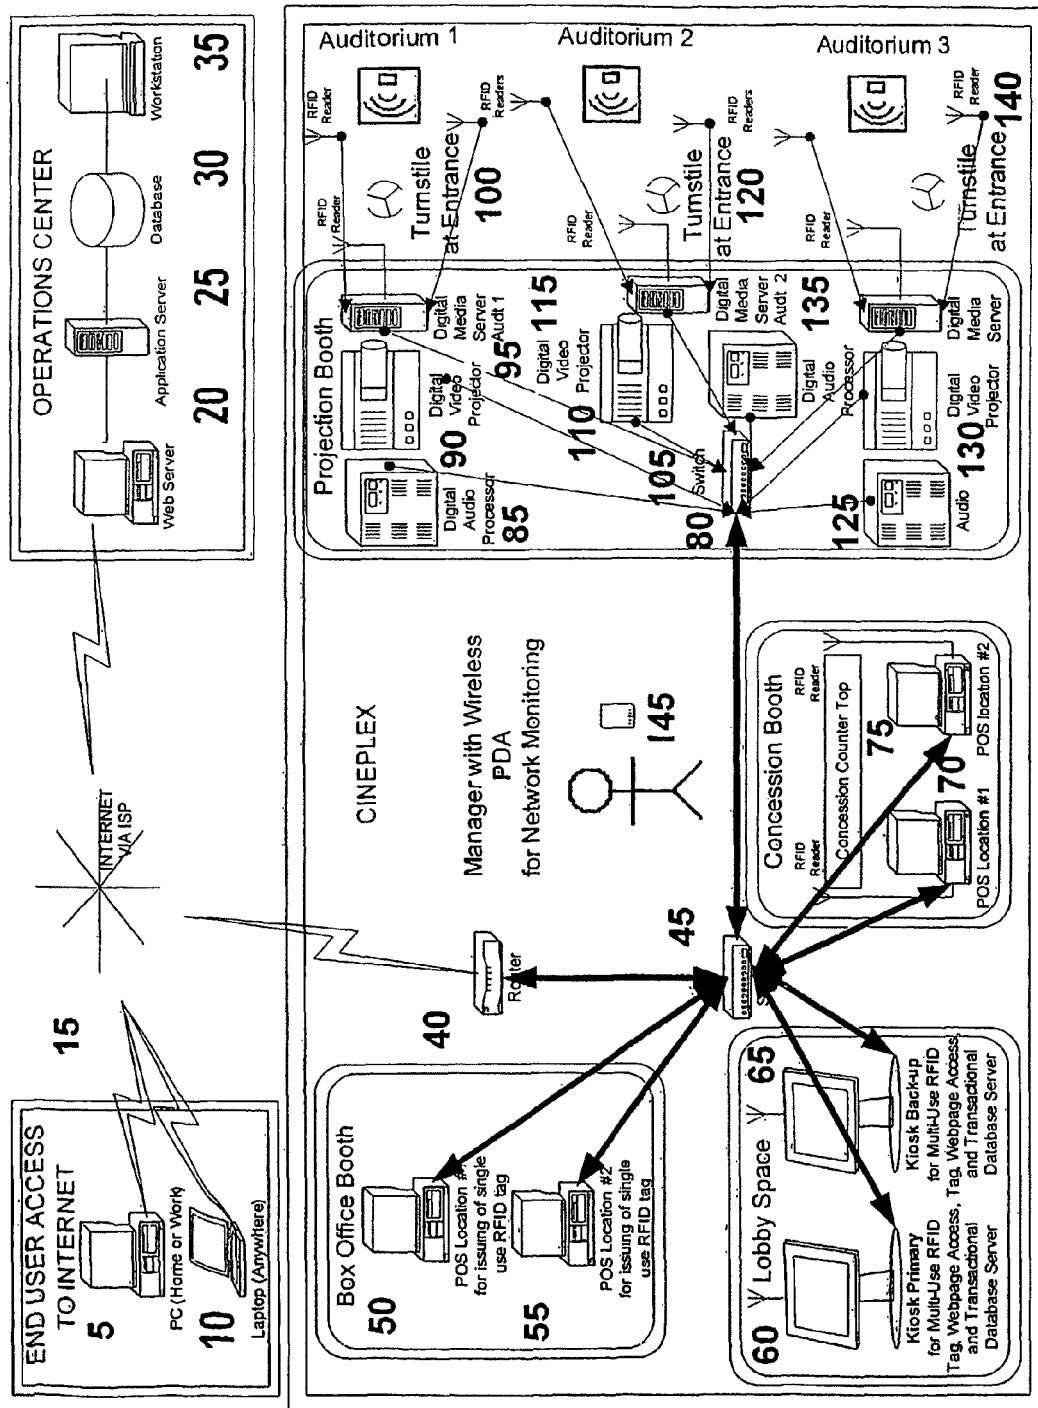 END USER ACCESS
TO INTERNET
5
PC (Home or Work)
10
Laptop (Anywhere)
15
INTERNET
VIA ISP
OPERATIONS CENTER
Web Server
Application Server
Database
Workstation
20
25
30
35
CINEPLEX
Manager with Wireless
PDA
for Network Monitoring
145
40
Router
45
Box Office Booth
50
POS Location
for issuing of single
use RFID tag
55
POS Location #2
for issuing of single
use RFID tag
Lobby Space
60
Kiosk Primary
for Multi-Use RFID
Tag, Webpage Access,
and Transactional
Database Server
65
Kiosk Back-up
for Multi-Use RFID
Tag, Webpage Access,
and Transactional
Database Server
Concession Booth
RFID
Reader
RFID
Reader
Concession Counter Top
70
75
POS Location #1
POS location #2
Projection Booth
Digital
Audio
Processor
85
Digital
Video
Projector
90
Digital
Media
Server
Audt 1
95
80
Switch
105
110
Digital
Video
Projector
115
Digital
Media
Server
Audt 2
Digital
Audio
Processor
125
Audio
130
Digital
Video
Projector
135
Digital
Media
Server
Auditorium 1
RFID
Reader
RFID
Reader
RFID
Reader
Turnstile
at Entrance
100
Auditorium 2
RFID
Reader
RFID
Readers
RFID
Readers
Turnstile
at Entrance
120
Auditorium 3
RFID
Reader
RFID
Reader
Turnstile
at Entrance
140